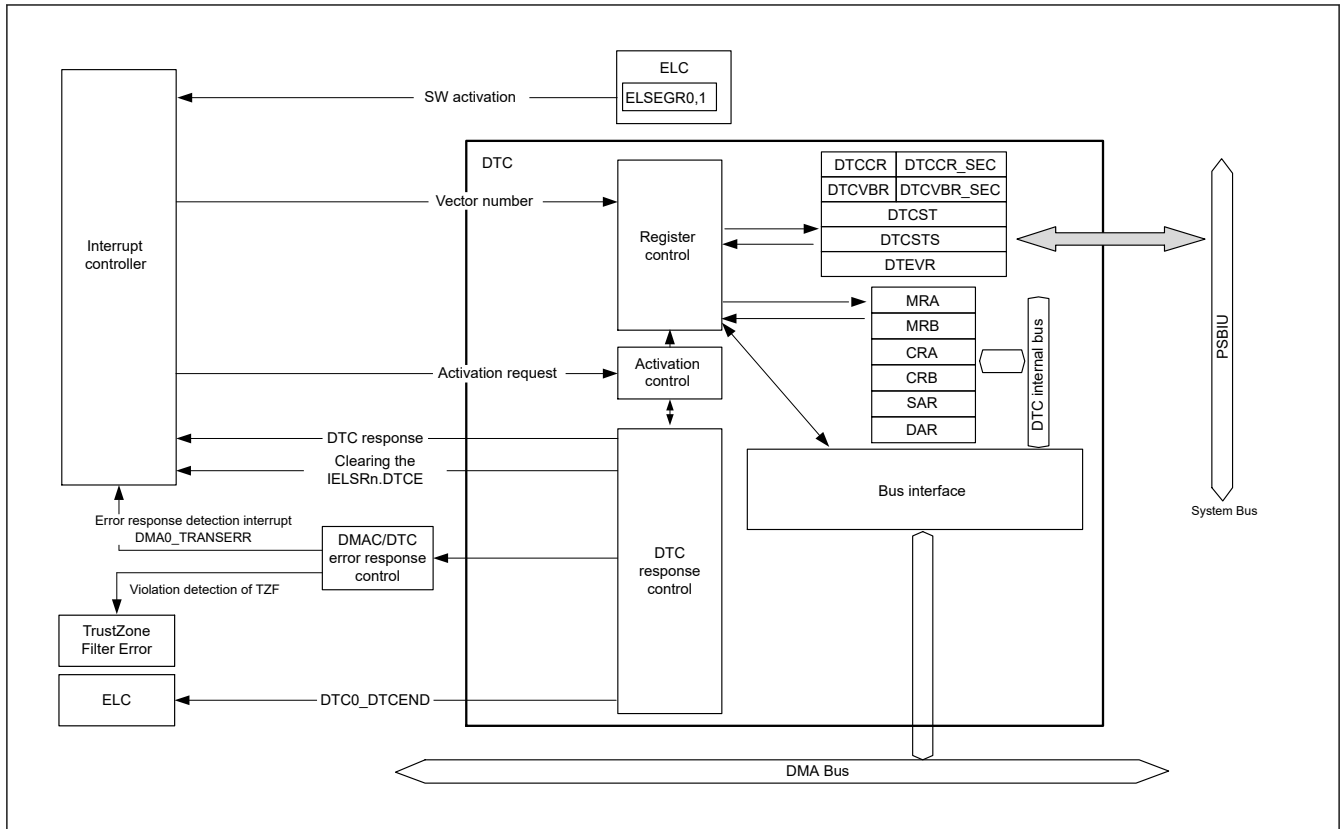 ELC
ELSEGR0,1
SW activation
Interrupt
controller
DTC
Vector number
Register
control
DTCCR
DTCCR_SEC
DTCVBR
DTCVBR_SEC
DTCST
DTCSTS
DTEVR
MRA
MRB
CRA
CRB
SAR
DAR
DTC internal bus
PSBIU
System Bus
Activation request
Activation
control
DTC response
Clearing the
IELSRn.DTCE
Bus interface
Error response detection interrupt
DMA0_TRANSERR
DMAC/DTC
error response
control
DTC
response
control
Violation detection of TZF
TrustZone
Filter Error
ELC
DTC0_DTCEND
DMA Bus